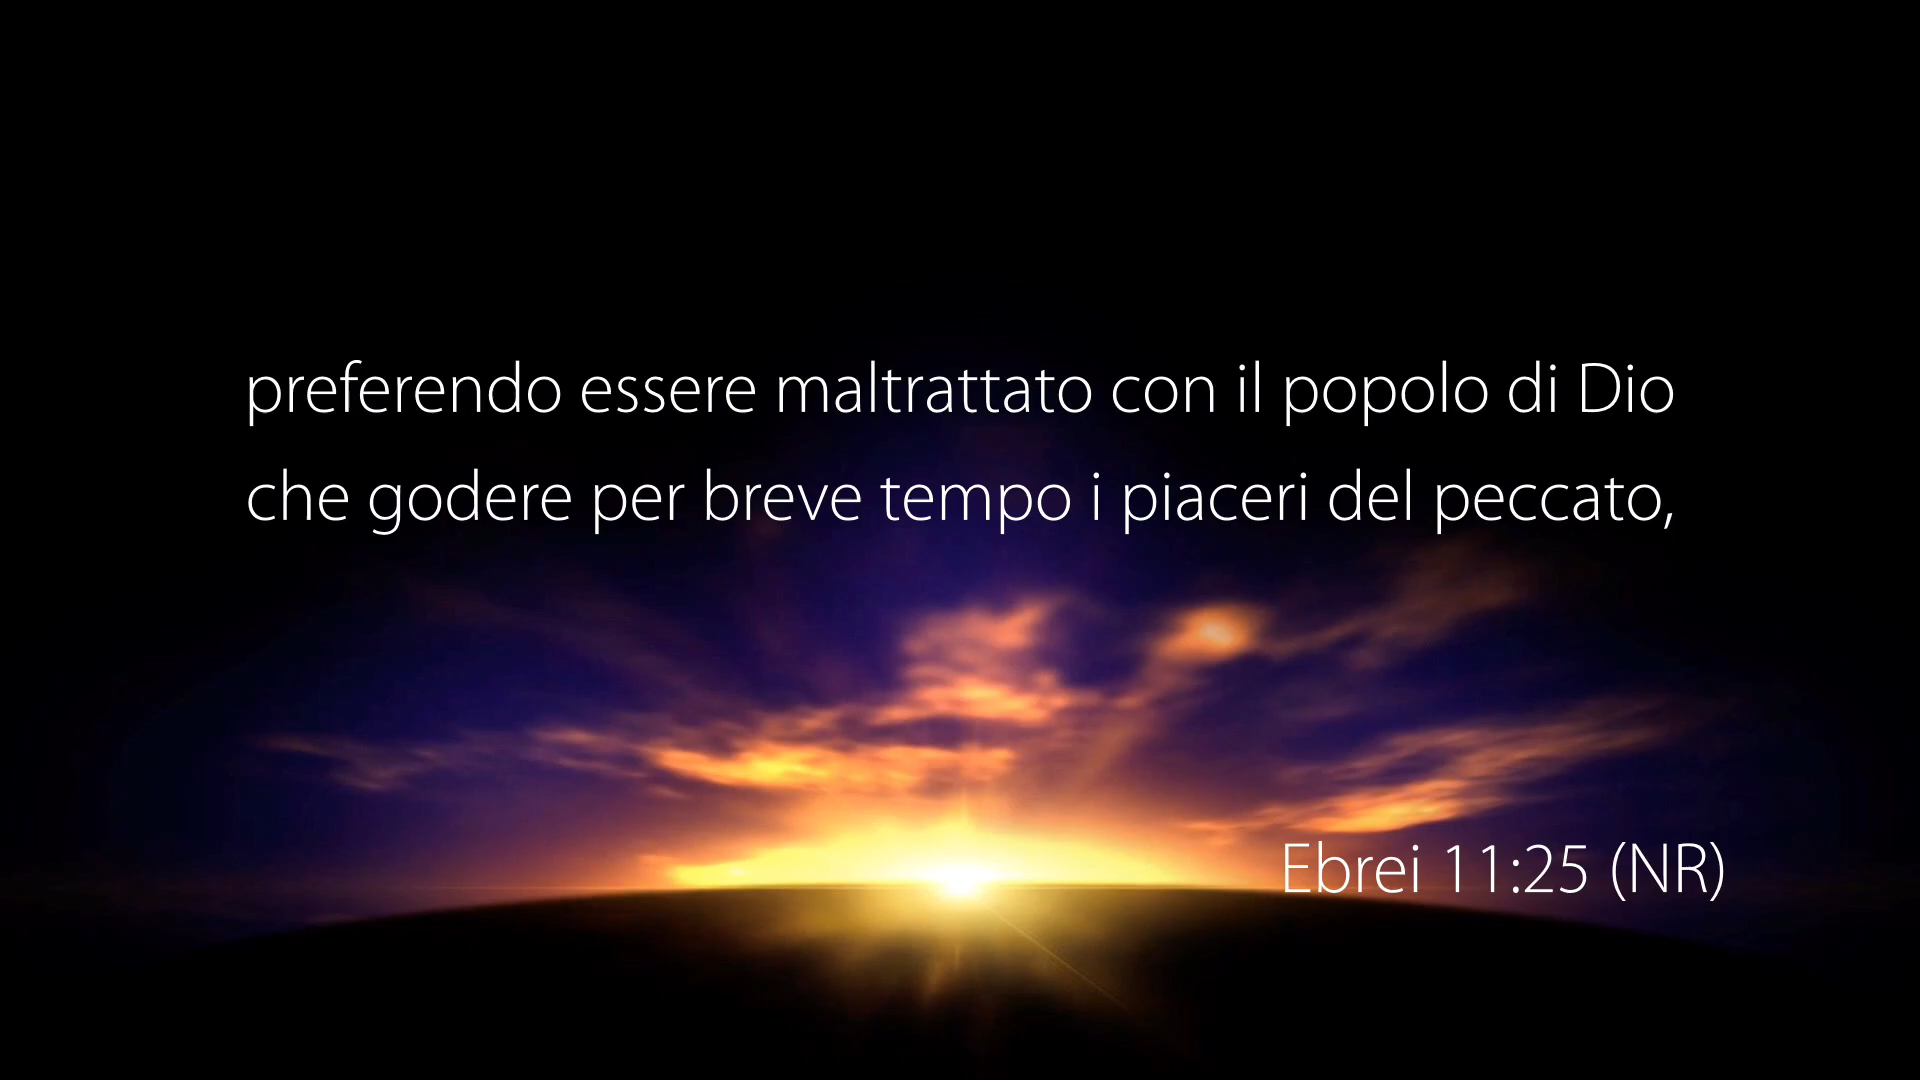 preferendo essere maltrattato con il popolo di Dio
che godere per breve tempo i piaceri del peccato,
Ebrei 11:25 (NR)